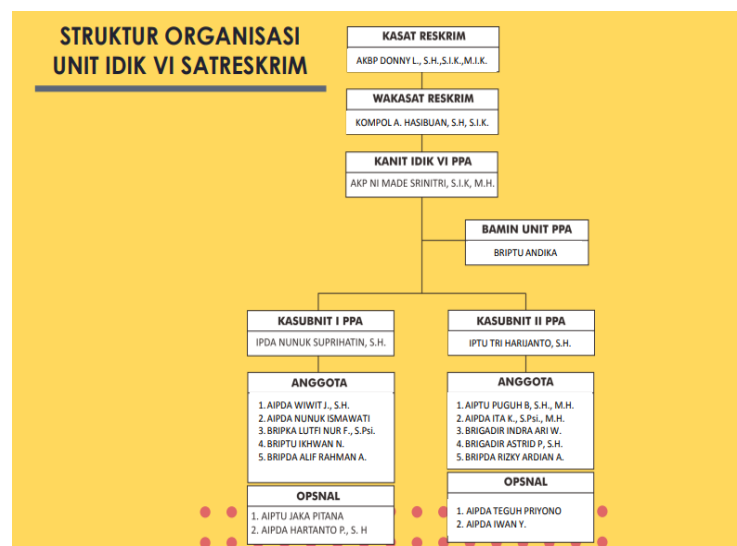 STRUKTUR ORGANISASI
UNIT IDIK VI SATRESKRIM
KASAT RESKRIM
AKBP DONNY L., S.H.,S.I.K.,M.I.K.
WAKASAT RESKRIM
KOMPOL A. HASIBUAN, S.H, S.I.K.
KANIT IDIK VI PPA
AKP NI MADE SRINITRI, S.I.K, M.H.
BAMIN UNIT PPA
BRIPTU ANDIKA
KASUBNIT I PPA
IPDA NUNUK SUPRIHATIN, S.H.
ANGGOTA
1. AIPDA WIWIT J., S.H.
2. AIPDA NUNUK ISMAWATI
3. BRIPKA LUTFI NUR F., S.Psi.
4. BRIPTU IKHWAN N.
5. BRIPDA ALIF RAHMAN A.
OPSNAL
1. AIPTU JAKA PITANA
2. AIPDA HARTANTO P., S. H
KASUBNIT II PPA
IPTU TRI HARIJANTO, S.H.
ANGGOTA
1. AIPTU PUGUH B, S.H., M.H.
2. AIPDA ITA K., S.Psi., M.H.
3. BRIGADIR INDRA ARI W.
4. BRIGADIR ASTRID P, S.H.
5. BRIPDA RIZKY ARDIAN A.
OPSNAL
1. AIPDA TEGUH PRIYONO
2. AIPDA IWAN Y.